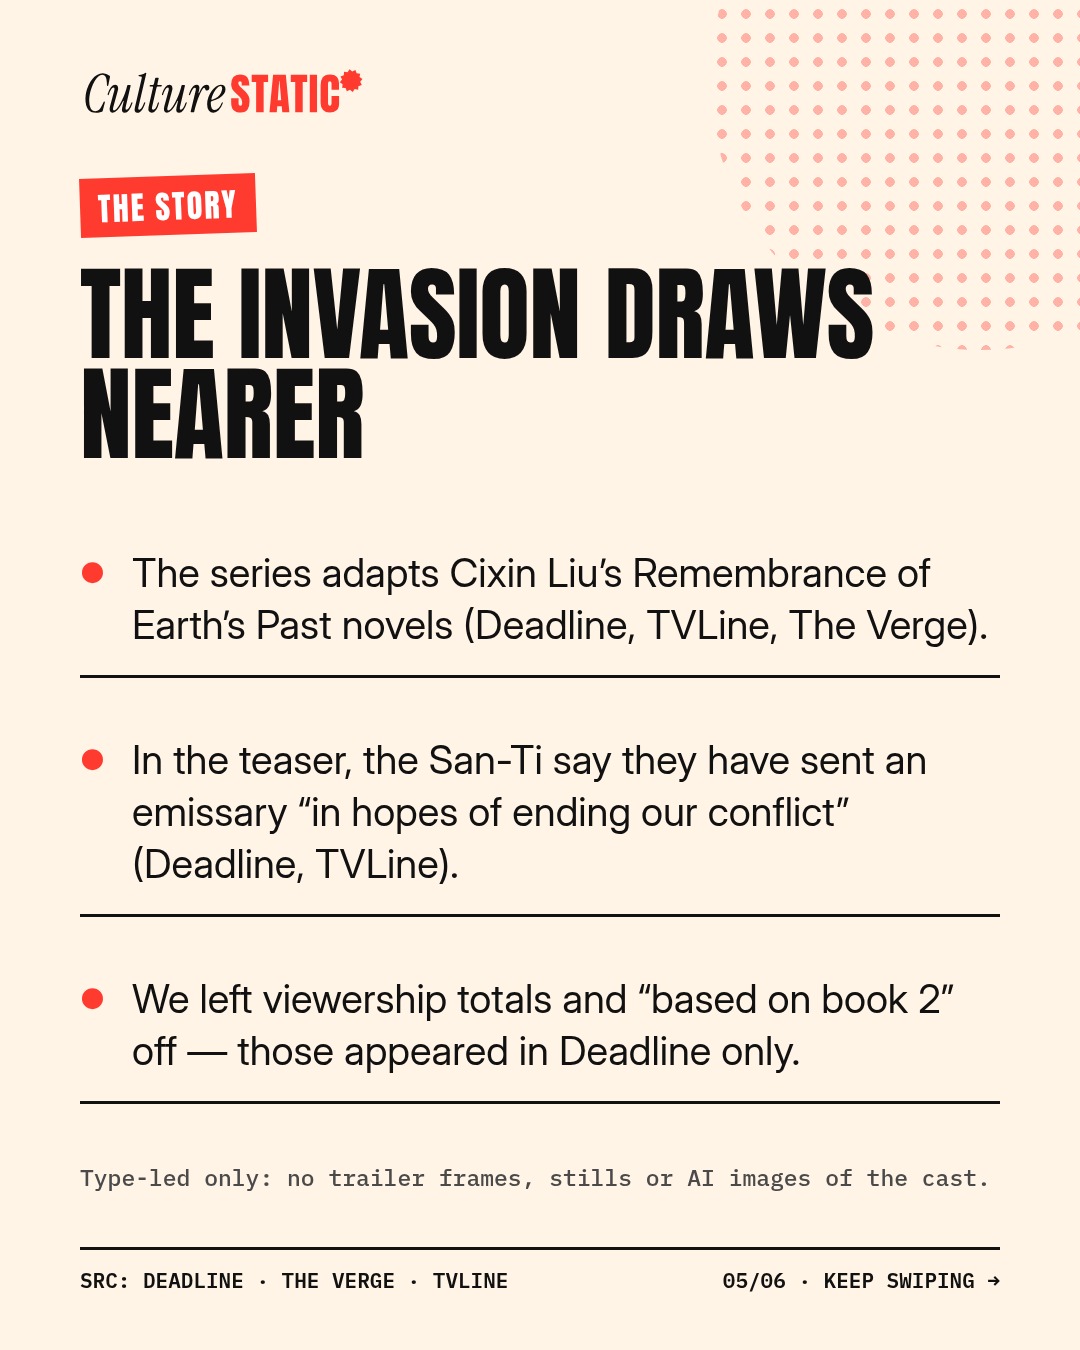 Culture STATIC
THE STORY
THE INVASION DRAWS
NEARER
The series adapts Cixin Liu’s Remembrance of
Earth’s Past novels (Deadline, TVLine, The Verge).
In the teaser, the San-Ti say they have sent an
emissary “in hopes of ending our conflict”
(Deadline, TVLine).
We left viewership totals and “based on book 2”
off — those appeared in Deadline only.
Type-led only: no trailer frames, stills or AI images of the cast.
SRC: DEADLINE · THE VERGE · TVLINE
05/06 · KEEP SWIPING →